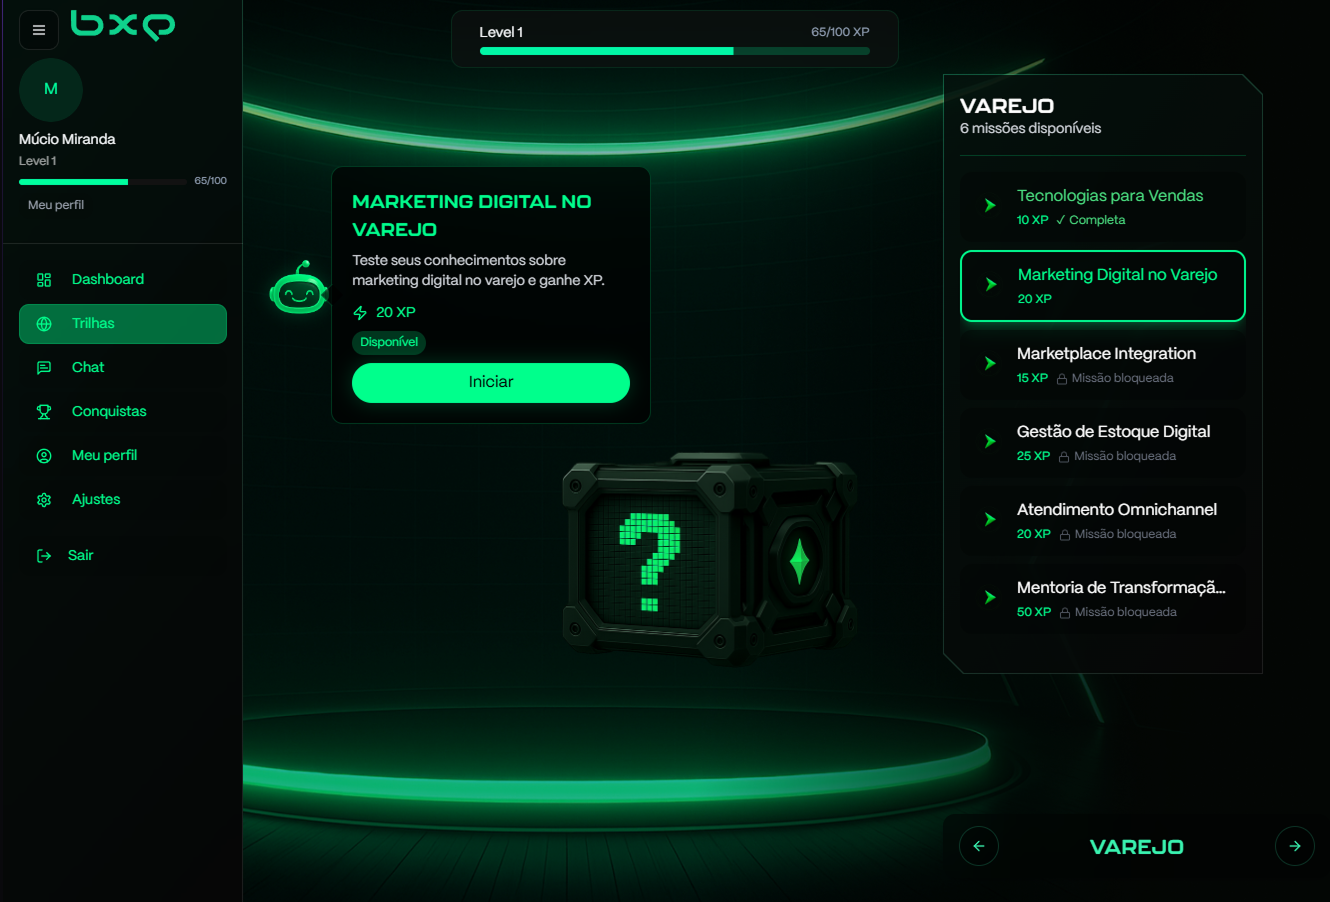 bxp
M
Múcio Miranda
Level 1
65/100
Meu perfil
Dashboard
Trilhas
Chat
Conquistas
Meu perfil
Ajustes
Sair
Level 1
65/100 XP
MARKETING DIGITAL NO
VAREJO
Teste seus conhecimentos sobre
marketing digital no varejo e ganhe XP.
20 XP
Disponível
Iniciar
?
VAREJO
6 missões disponíveis
Tecnologias para Vendas
10 XP ✓ Completa
Marketing Digital no Varejo
20 XP
Marketplace Integration
15 XP Missão bloqueada
Gestão de Estoque Digital
25 XP Missão bloqueada
Atendimento Omnichannel
20 XP Missão bloqueada
Mentoria de Transformaçã...
50 XP Missão bloqueada
VAREJO